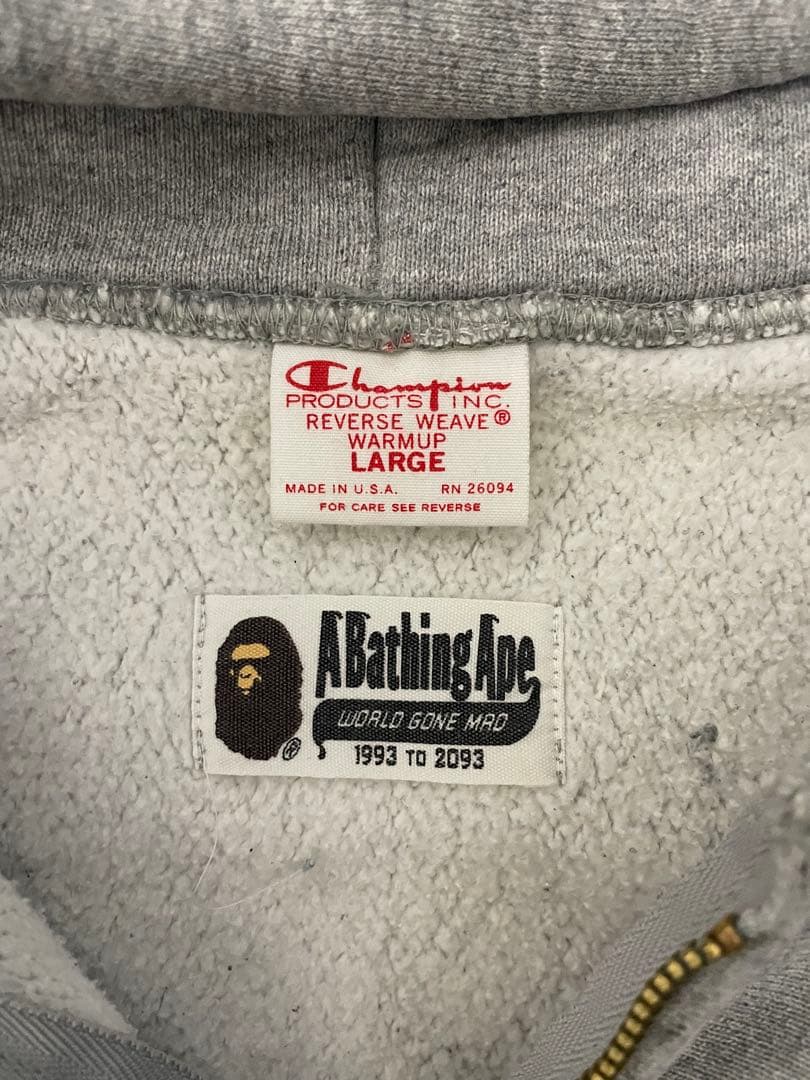 Champion
PRODUCTS INC.
REVERSE WEAVE®
WARMUP
LARGE
MADE IN U.S.A. RN 26094
FOR CARE SEE REVERSE
A Bathing Ape
WORLD GONE MAD
®
1993 TO 2093